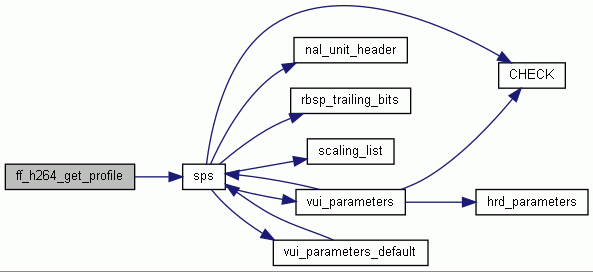 nal_unit_header
CHECK
rbsp_trailing_bits
scaling_list
ff_h264_get_profile
sps
vui_parameters
hrd_parameters
vui_parameters_default